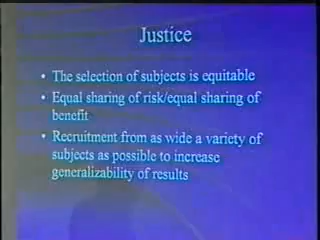 Justice
• The selection of subjects is equitable
• Equal sharing of risk/equal sharing of
benefit
• Recruitment from as wide a variety of
subjects as possible to increase
generalizability of results